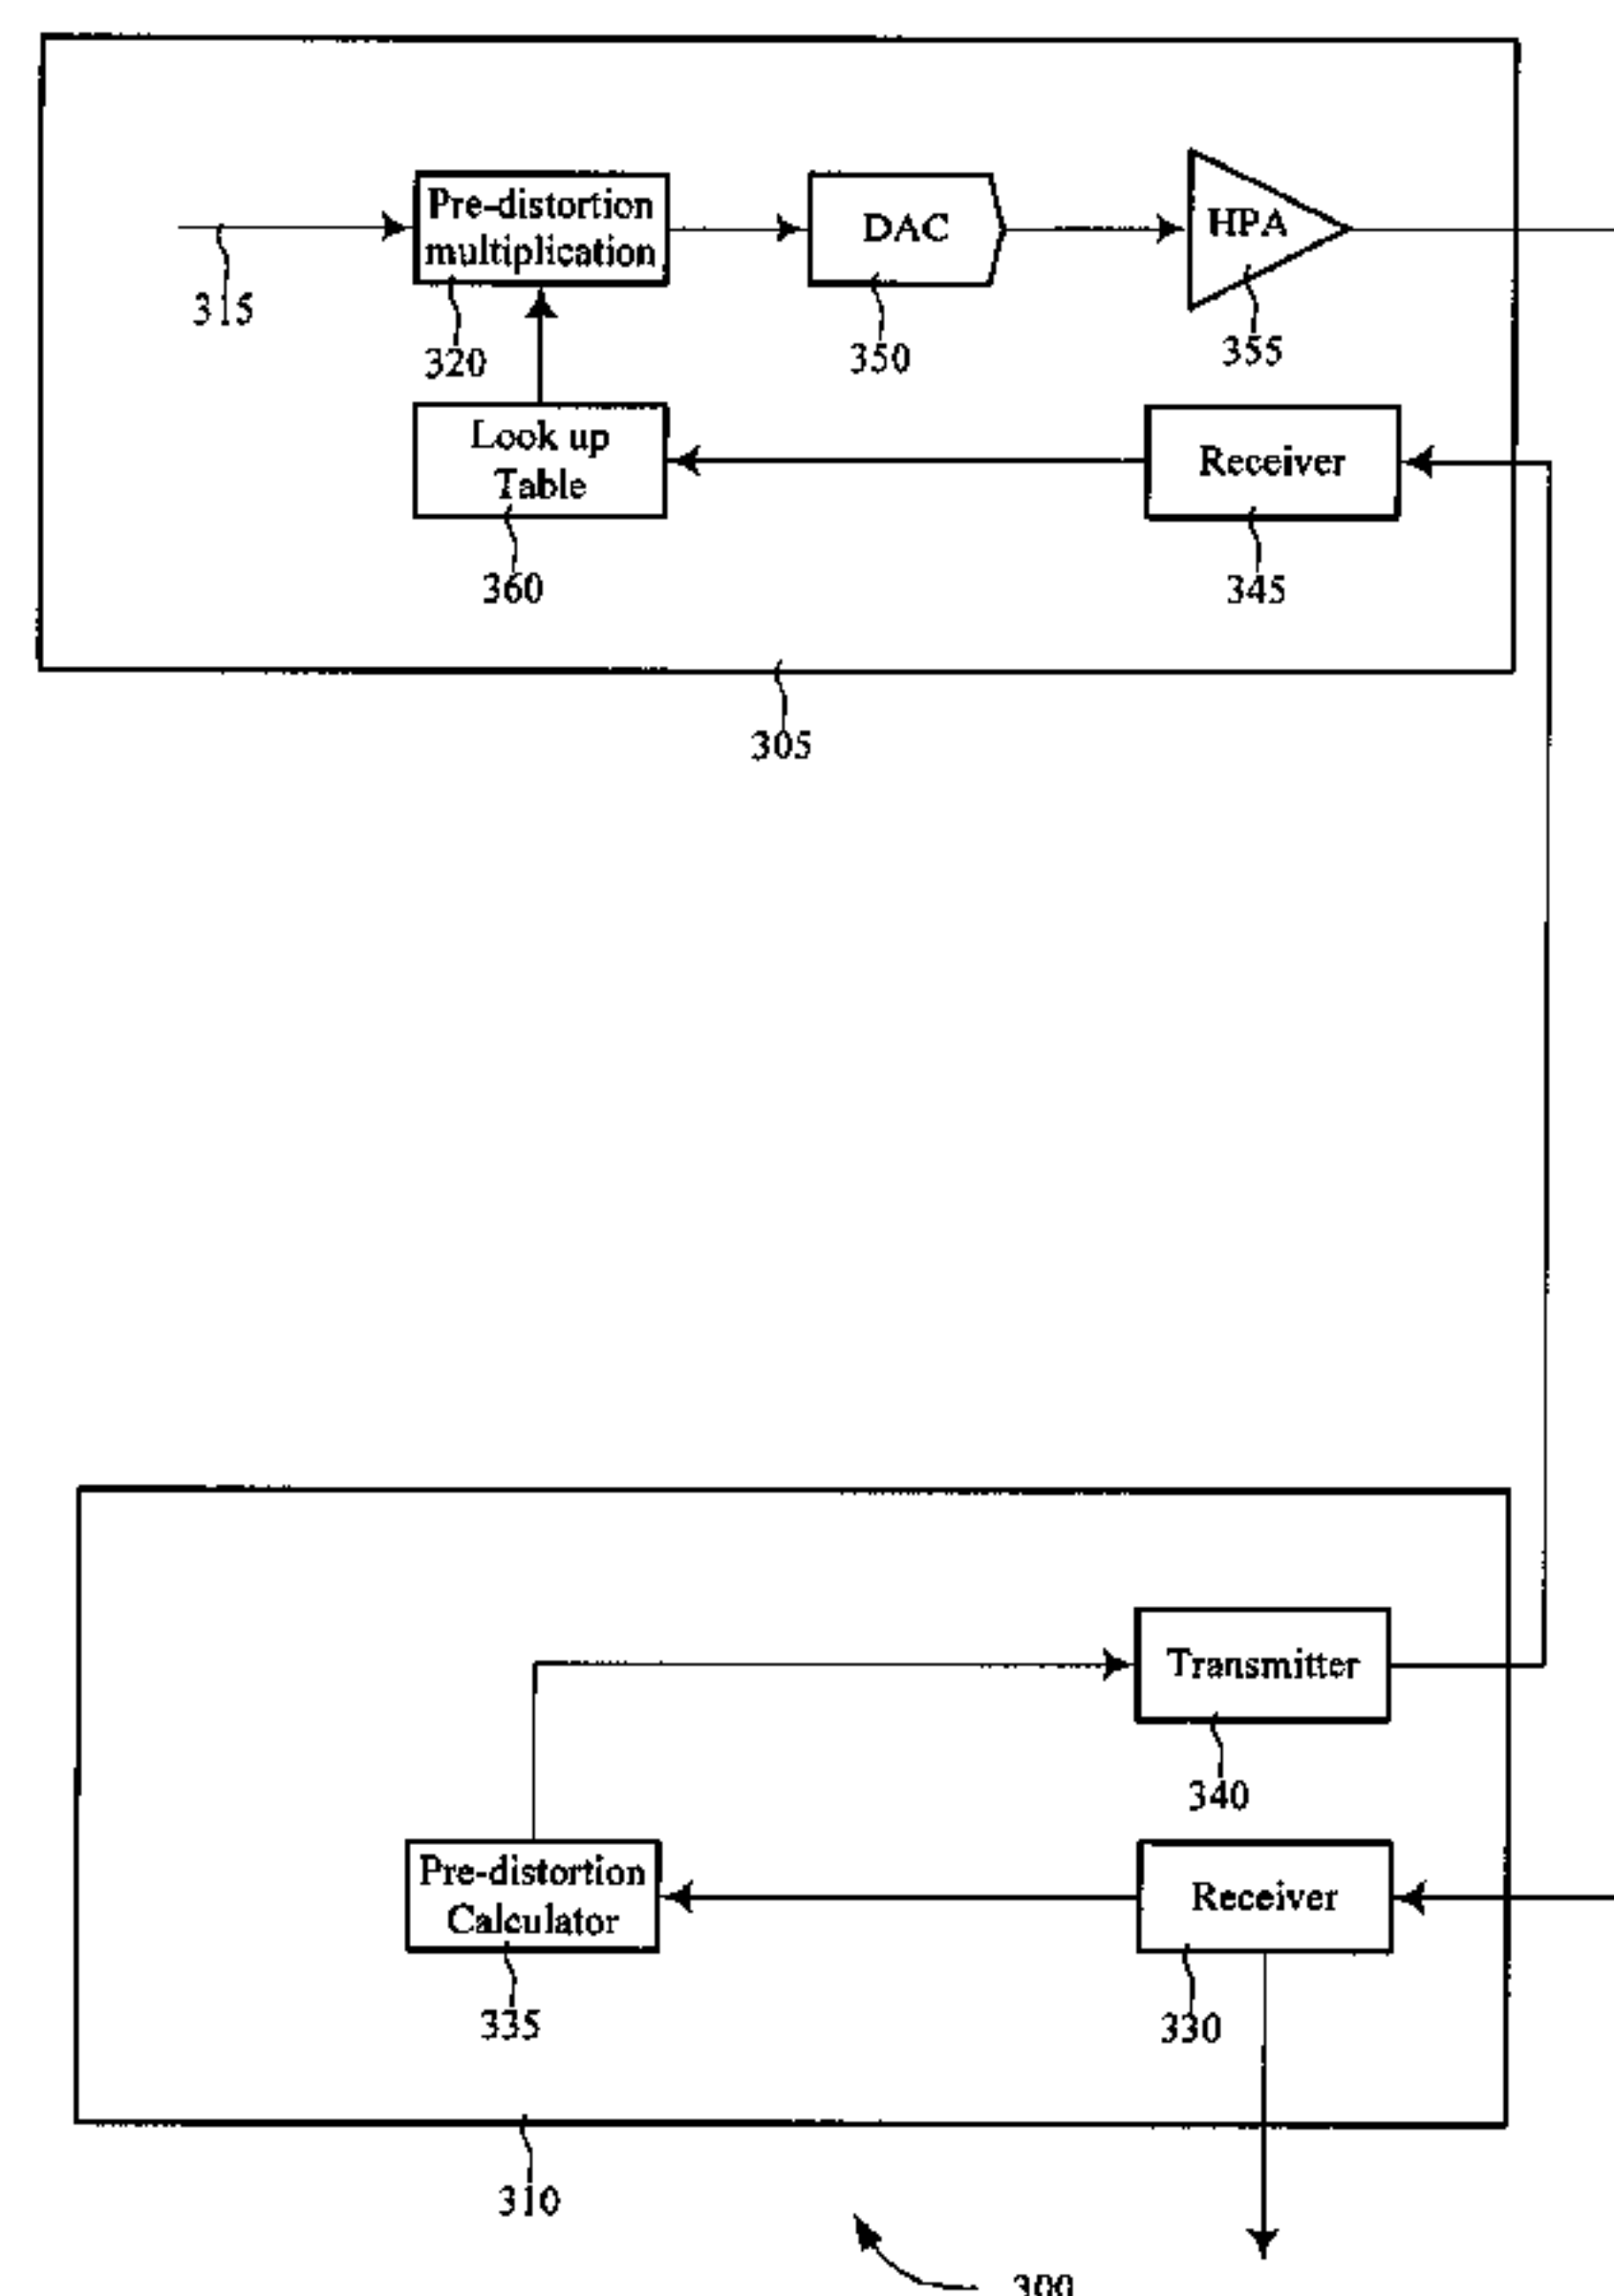 Pre-distortion
multiplication
DAC
HPA
315
320
350
355
Look up
Table
Receiver
360
345
305
Transmitter
340
Pre-distortion
Calculator
Receiver
335
330
310
300